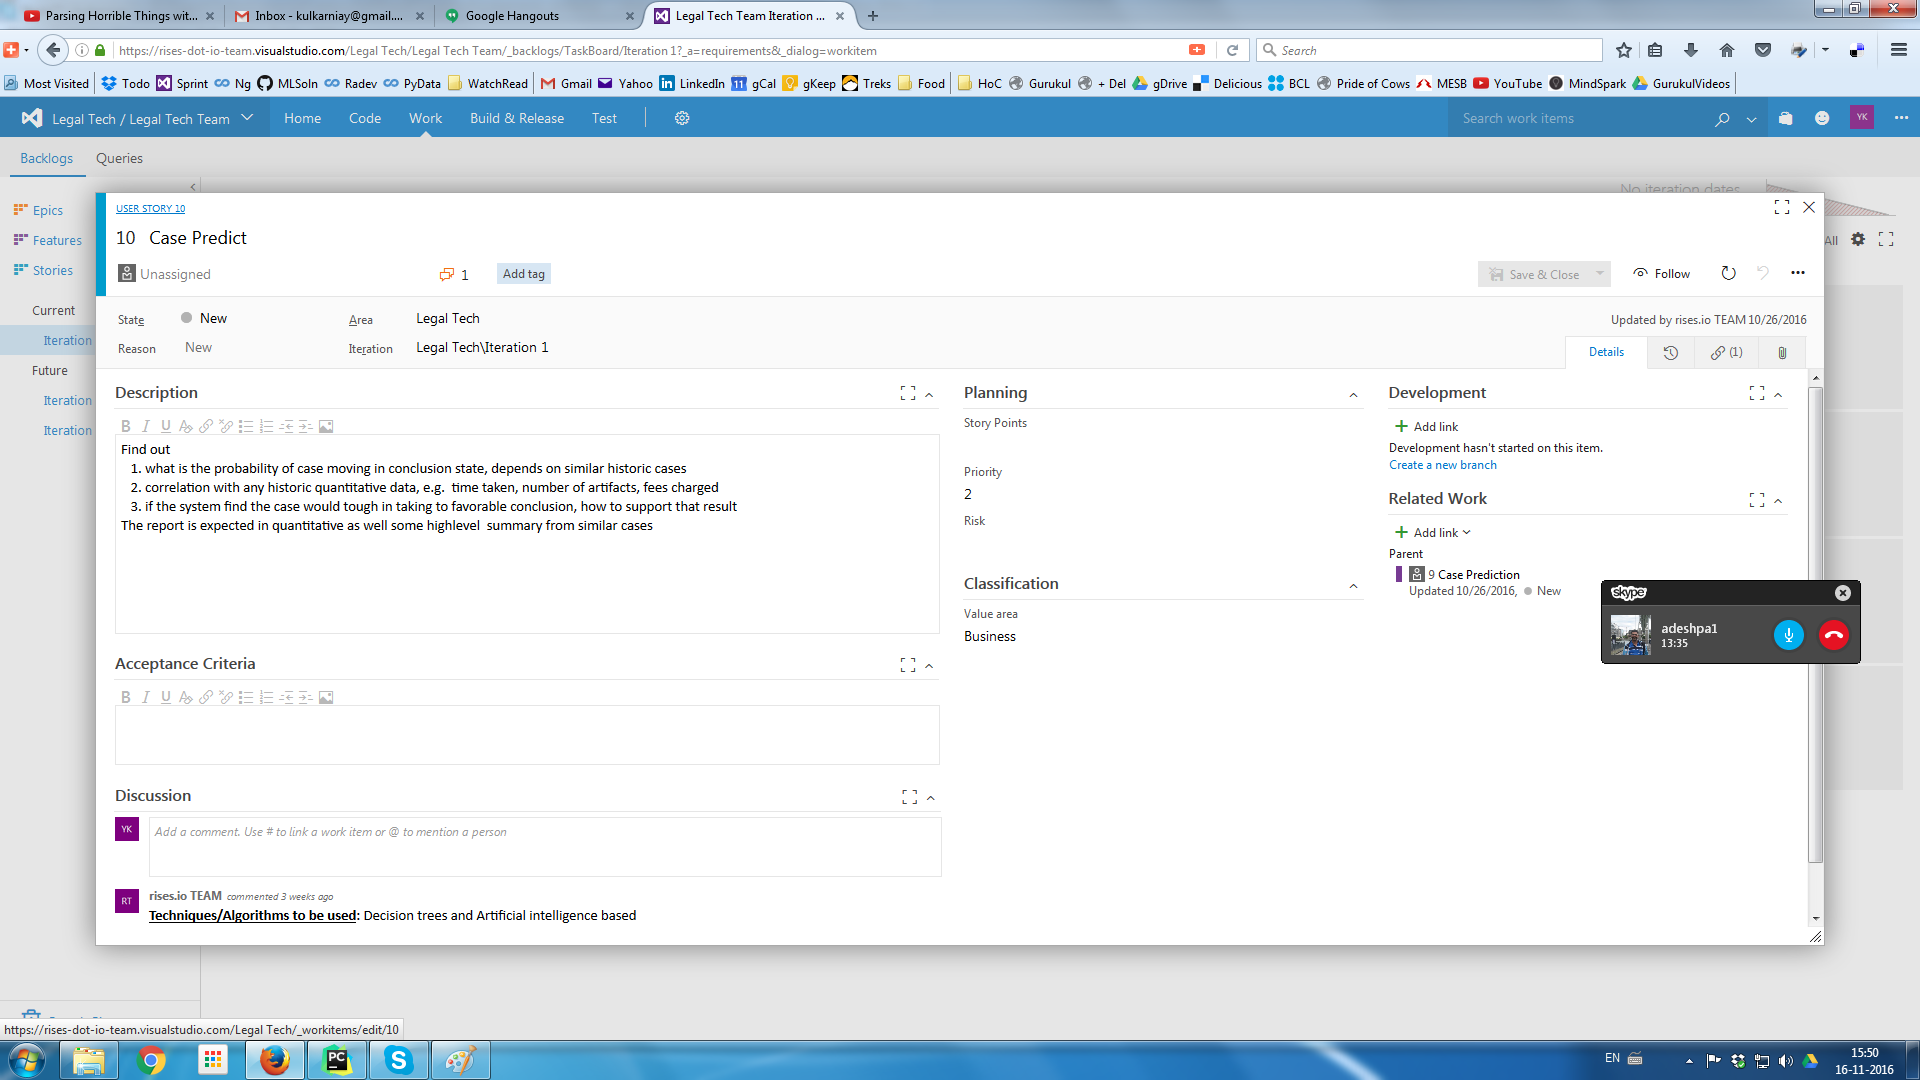 Parsing Horrible Things wit...
Inbox - kulkarniay@gmail....
Google Hangouts
Legal Tech Team Iteration ...
https://rises-dot-io-team.visualstudio.com/Legal Tech/Legal Tech Team/_backlogs/TaskBoard/Iteration 1?_a=requirements&_dialog=workitem
Search
Most Visited Todo Sprint Ng MLSoln Radev PyData WatchRead Gmail Yahoo LinkedIn gCal gKeep Treks Food HoC Gurukul + Del gDrive Delicious BCL Pride of Cows MESB YouTube MindSpark GurukulVideos
Legal Tech / Legal Tech Team Home Code Work Build & Release Test Search work items YK
Backlogs Queries
No iteration dates
Epics
Features
Stories
Current
Iteration
Future
Iteration
Iteration
All
USER STORY 10
10 Case Predict
Unassigned 1 Add tag Save & Close Follow
State New Area Legal Tech Updated by rises.io TEAM 10/26/2016
Reason New Iteration Legal Tech\Iteration 1
Details (1)
Description
Find out
1. what is the probability of case moving in conclusion state, depends on similar historic cases
2. correlation with any historic quantitative data, e.g. time taken, number of artifacts, fees charged
3. if the system find the case would tough in taking to favorable conclusion, how to support that result
The report is expected in quantitative as well some highlevel summary from similar cases
Acceptance Criteria
Discussion
YK Add a comment. Use # to link a work item or @ to mention a person
RT rises.io TEAM commented 3 weeks ago
Techniques/Algorithms to be used: Decision trees and Artificial intelligence based
Planning
Story Points
Priority
2
Risk
Classification
Value area
Business
Development
Add link
Development hasn't started on this item.
Create a new branch
Related Work
Add link
Parent
9 Case Prediction
Updated 10/26/2016, New
skype
adeshpa1
13:35
https://rises-dot-io-team.visualstudio.com/Legal Tech/_workitems/edit/10
PC
EN
15:50
16-11-2016